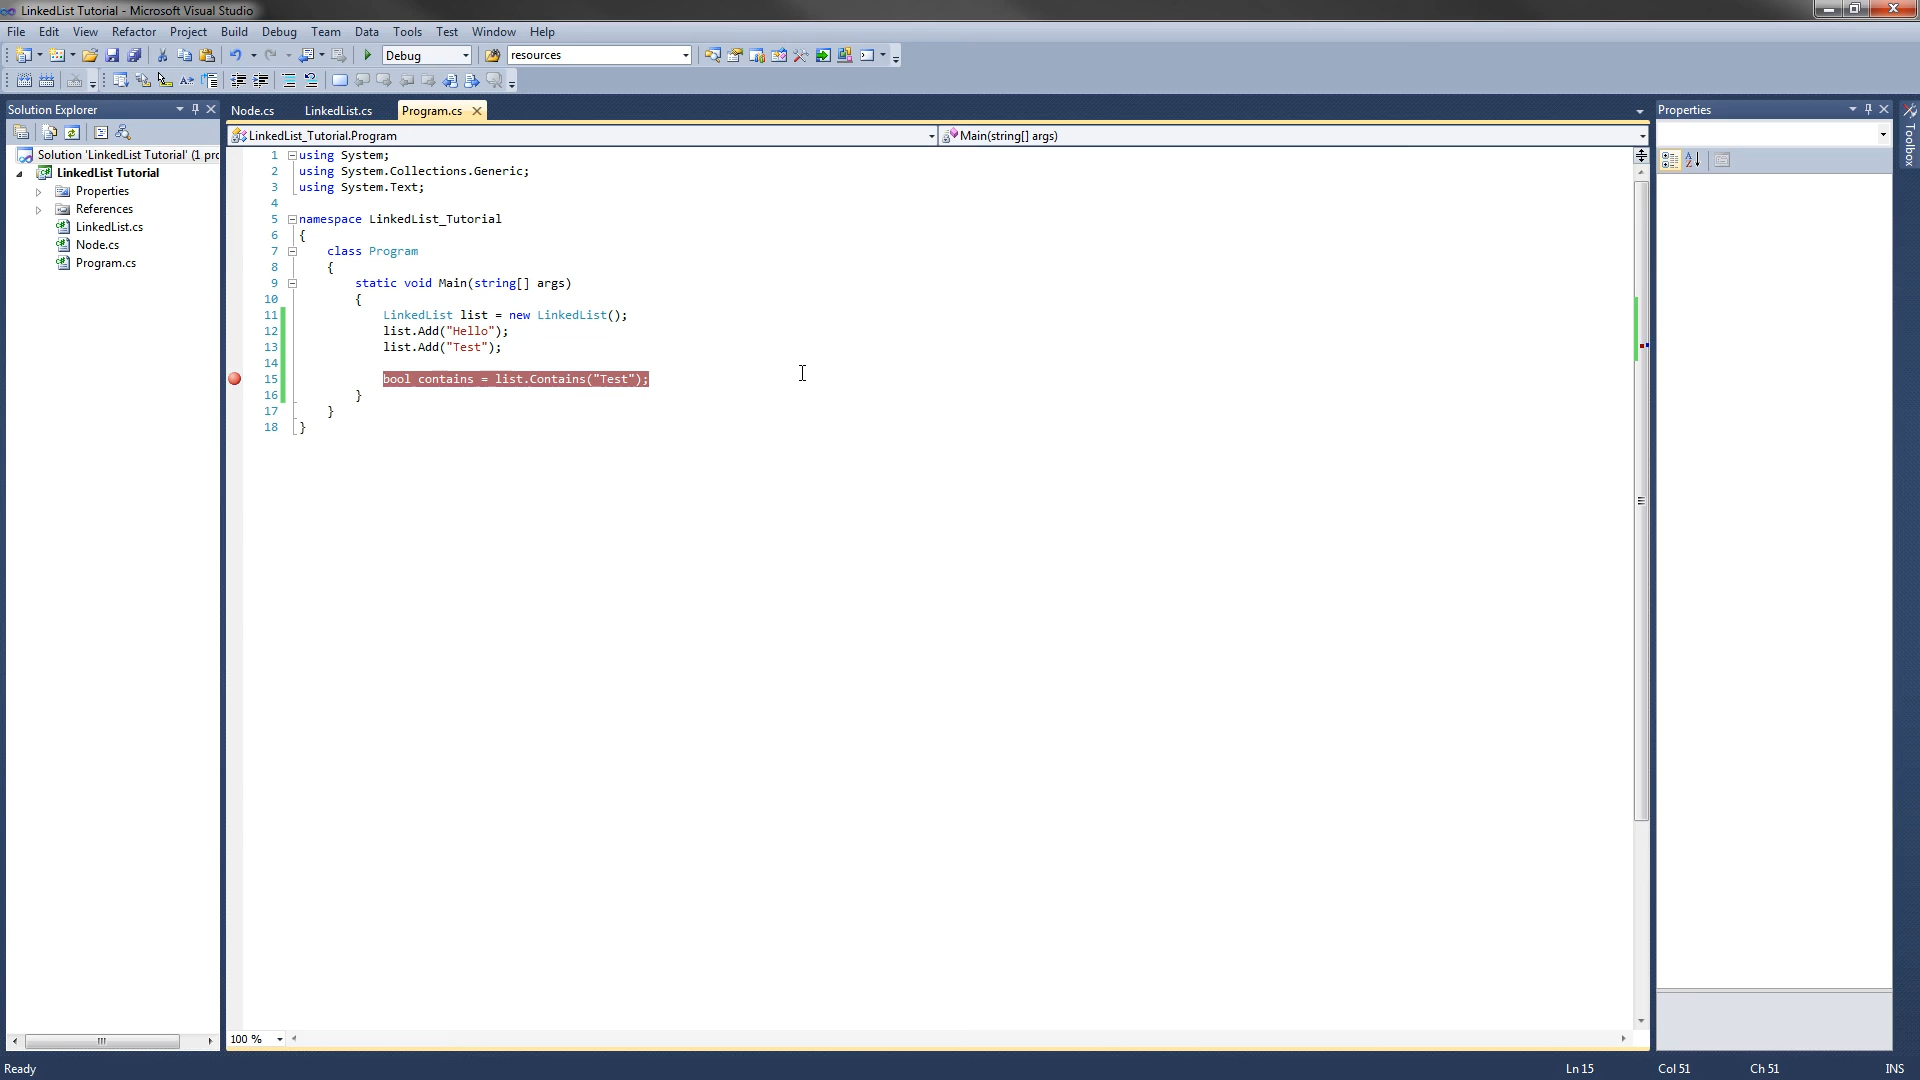 LinkedList Tutorial - Microsoft Visual Studio
File Edit View Refactor Project Build Debug Team Data Tools Test Window Help
Debug resources
Solution Explorer
Solution 'LinkedList Tutorial' (1 pro
LinkedList Tutorial
Properties
References
LinkedList.cs
Node.cs
Program.cs
Node.cs LinkedList.cs Program.cs
LinkedList_Tutorial.Program Main(string[] args)
1 using System;
2 using System.Collections.Generic;
3 using System.Text;
4
5 namespace LinkedList_Tutorial
6 {
7 class Program
8 {
9 static void Main(string[] args)
10 {
11 LinkedList list = new LinkedList();
12 list.Add("Hello");
13 list.Add("Test");
14
15 bool contains = list.Contains("Test");
16 }
17 }
18 }
100 %
Properties
Toolbox
Ready Ln 15 Col 51 Ch 51 INS